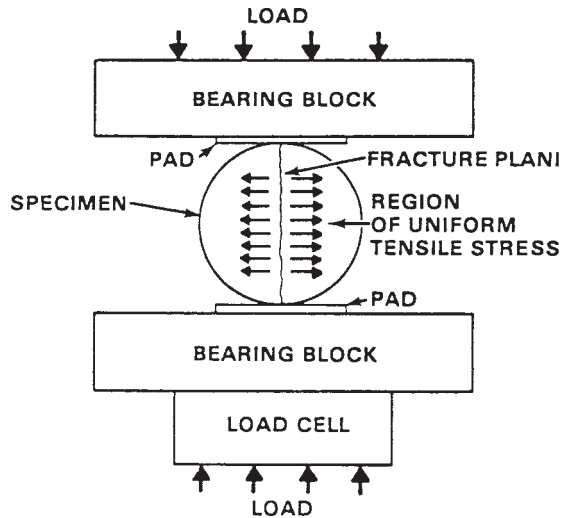 LOAD
BEARING BLOCK
PAD
FRACTURE PLANI
SPECIMEN
REGION
OF UNIFORM
TENSILE STRESS
PAD
BEARING BLOCK
LOAD CELL
LOAD